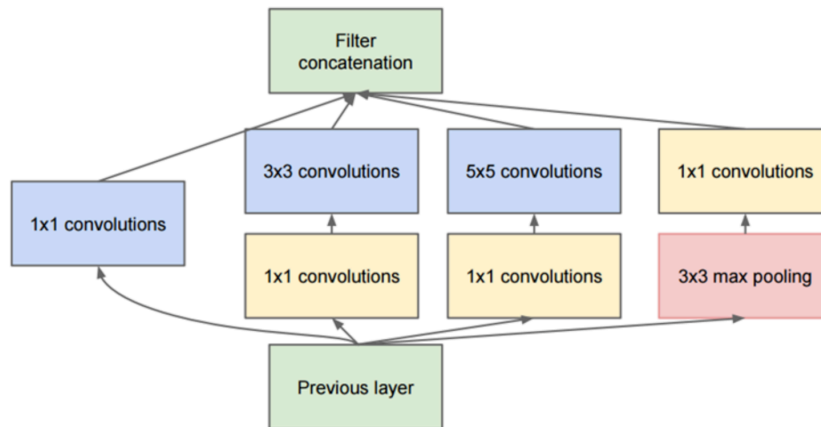 Filter
concatenation
3x3 convolutions
5x5 convolutions
1x1 convolutions
1x1 convolutions
1x1 convolutions
1x1 convolutions
3x3 max pooling
Previous layer